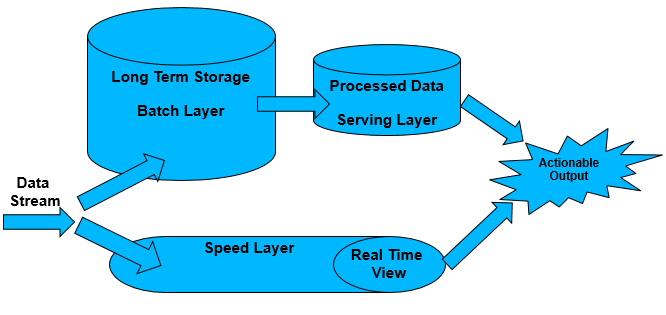 Long Term Storage
Batch Layer
Processed Data
Serving Layer
Actionable
Output
Data
Stream
Speed Layer
Real Time
View